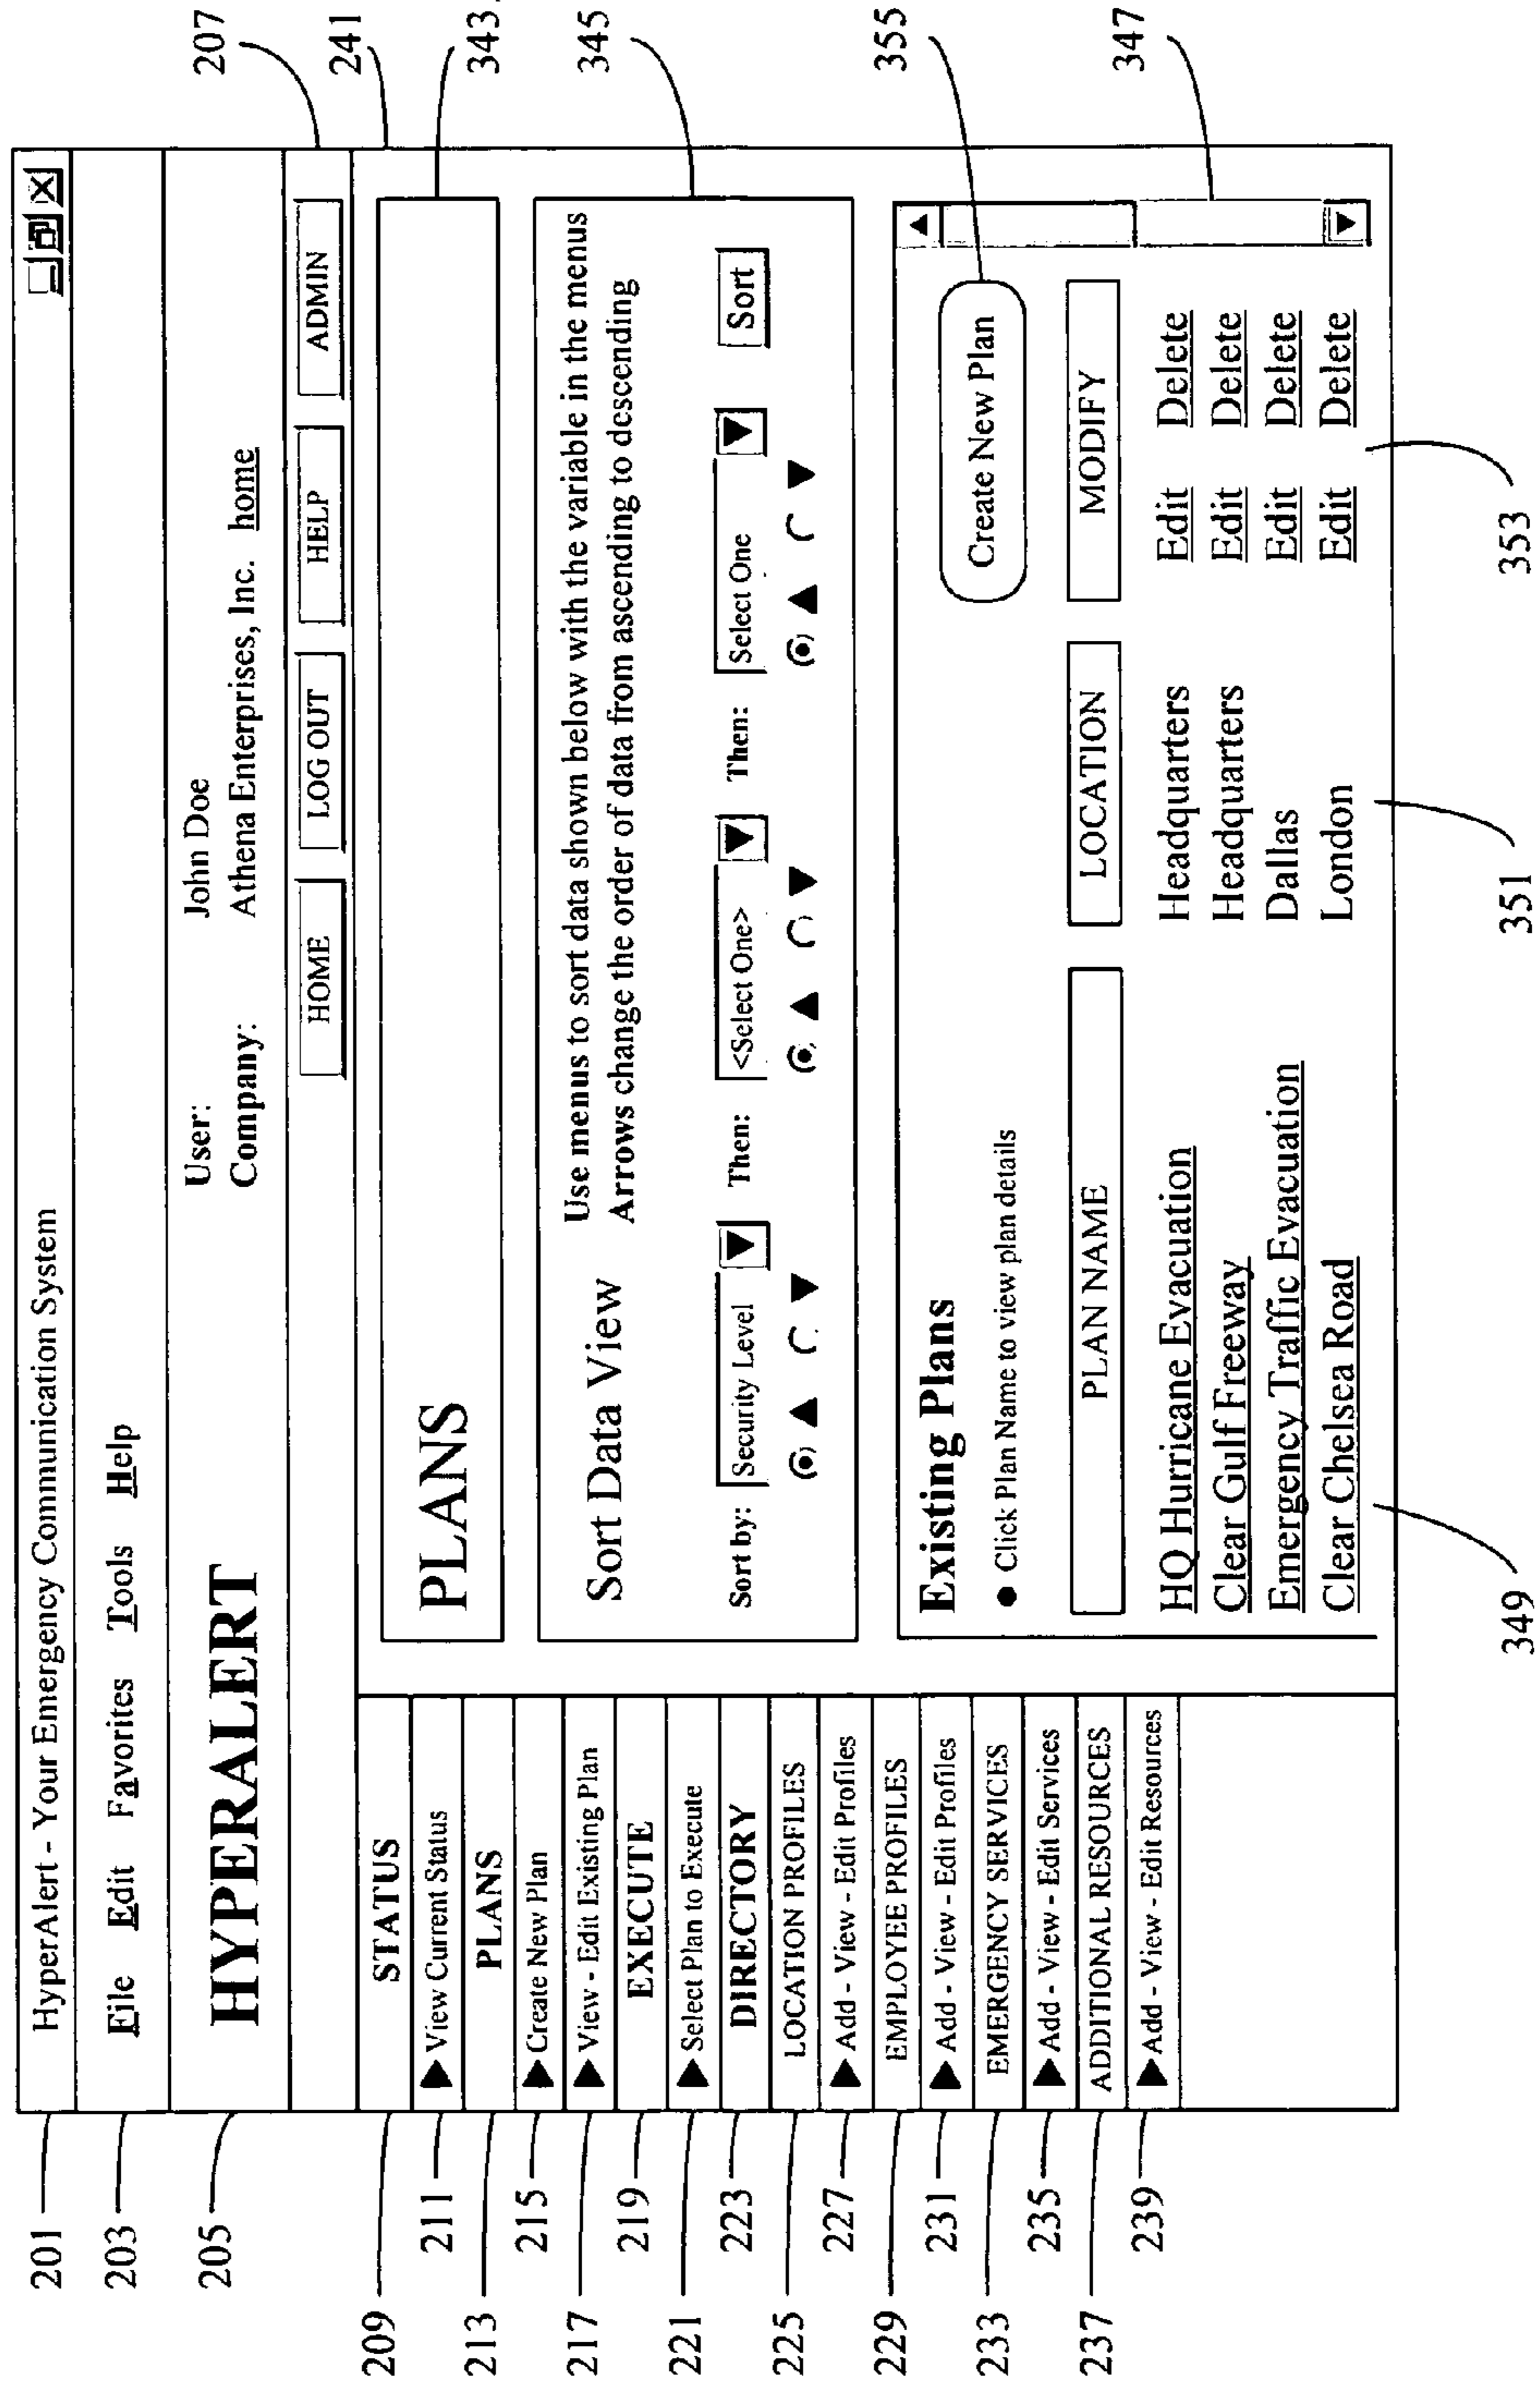 HyperAlert - Your Emergency Communication System
File Edit Favorites Tools Help
HYPERALERT
User: John Doe
Company: Athena Enterprises, Inc. home
HOME LOG OUT HELP ADMIN
STATUS
View Current Status
PLANS
Create New Plan
View - Edit Existing Plan
EXECUTE
Select Plan to Execute
DIRECTORY
LOCATION PROFILES
Add - View - Edit Profiles
EMPLOYEE PROFILES
Add - View - Edit Profiles
EMERGENCY SERVICES
Add - View - Edit Services
ADDITIONAL RESOURCES
Add - View - Edit Resources
PLANS
Sort Data View
Use menus to sort data shown below with the variable in the menus
Arrows change the order of data from ascending to descending
Sort by: Security Level Then: <Select One> Then: Select One Sort
Existing Plans
Create New Plan
● Click Plan Name to view plan details
PLAN NAME LOCATION MODIFY
HQ Hurricane Evacuation Headquarters Edit Delete
Clear Gulf Freeway Headquarters Edit Delete
Emergency Traffic Evacuation Dallas Edit Delete
Clear Chelsea Road London Edit Delete
201
203
205
209
211
213
215
217
219
221
223
225
227
229
231
233
235
237
239
207
241
343
345
355
347
349
351
353